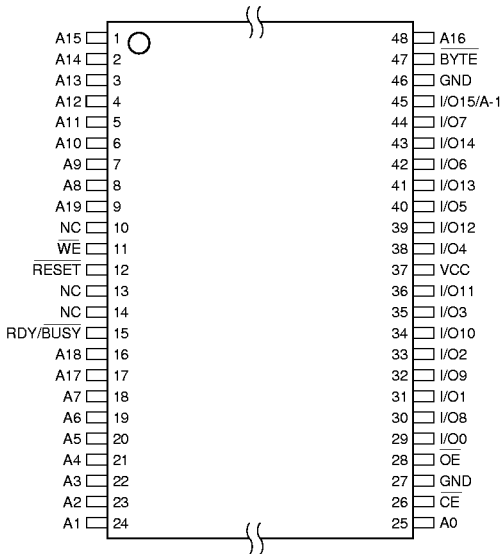 A15 1 48 A16
A14 2 47 BYTE
A13 3 46 GND
A12 4 45 I/O15/A-1
A11 5 44 I/O7
A10 6 43 I/O14
A9 7 42 I/O6
A8 8 41 I/O13
A19 9 40 I/O5
NC 10 39 I/O12
WE 11 38 I/O4
RESET 12 37 VCC
NC 13 36 I/O11
NC 14 35 I/O3
RDY/BUSY 15 34 I/O10
A18 16 33 I/O2
A17 17 32 I/O9
A7 18 31 I/O1
A6 19 30 I/O8
A5 20 29 I/O0
A4 21 28 OE
A3 22 27 GND
A2 23 26 CE
A1 24 25 A0